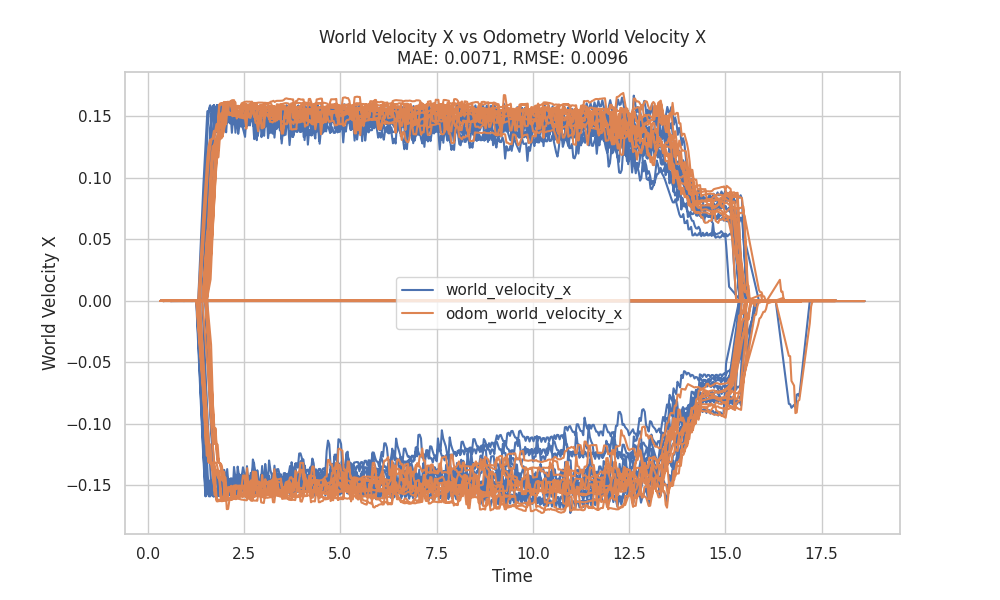 World Velocity X vs Odometry World Velocity X
MAE: 0.0071, RMSE: 0.0096
World Velocity X
0.15
0.10
0.05
0.00
−0.05
−0.10
−0.15
world_velocity_x
odom_world_velocity_x
0.0 2.5 5.0 7.5 10.0 12.5 15.0 17.5
Time